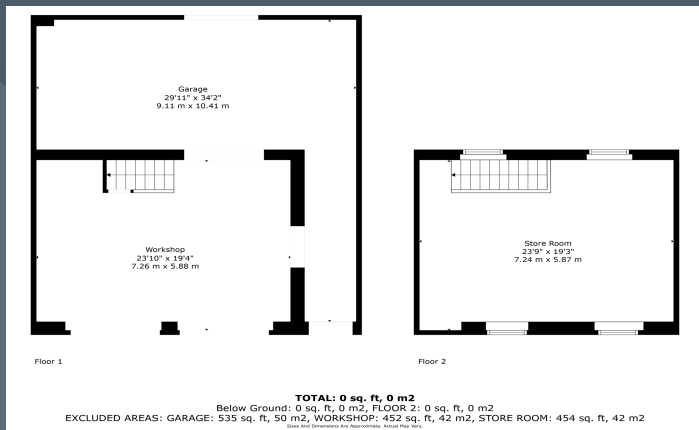 Garage
29'11" x 34'2"
9.11 m x 10.41 m
Workshop
23'10" x 19'4"
7.26 m x 5.88 m
Store Room
23'9" x 19'3"
7.24 m x 5.87 m
Floor 1
Floor 2
TOTAL: 0 sq. ft, 0 m2
Below Ground: 0 sq. ft, 0 m2, FLOOR 2: 0 sq. ft, 0 m2
EXCLUDED AREAS: GARAGE: 535 sq. ft, 50 m2, WORKSHOP: 452 sq. ft, 42 m2, STORE ROOM: 454 sq. ft, 42 m2
Sizes And Dimensions Are Approximate. Actual May Vary.